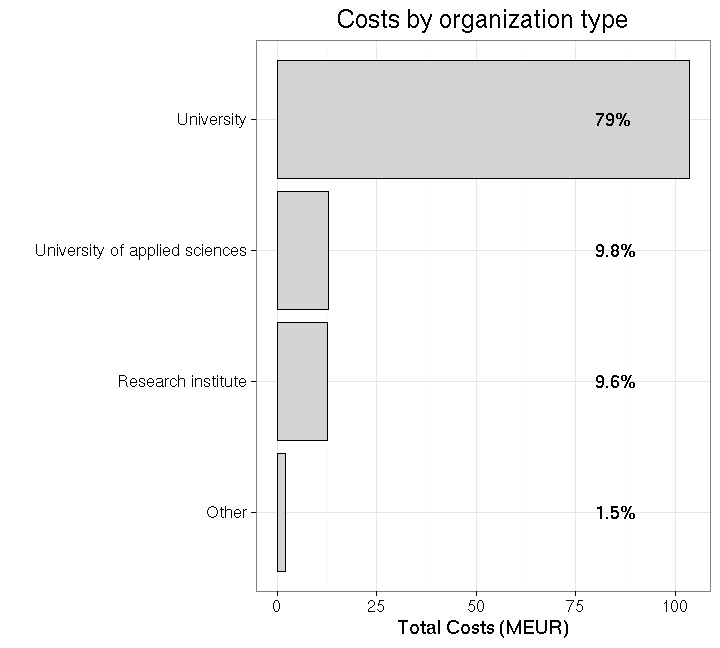 Costs by organization type
University
79%
University of applied sciences
9.8%
Research institute
9.6%
Other
1.5%
0 25 50 75 100
Total Costs (MEUR)